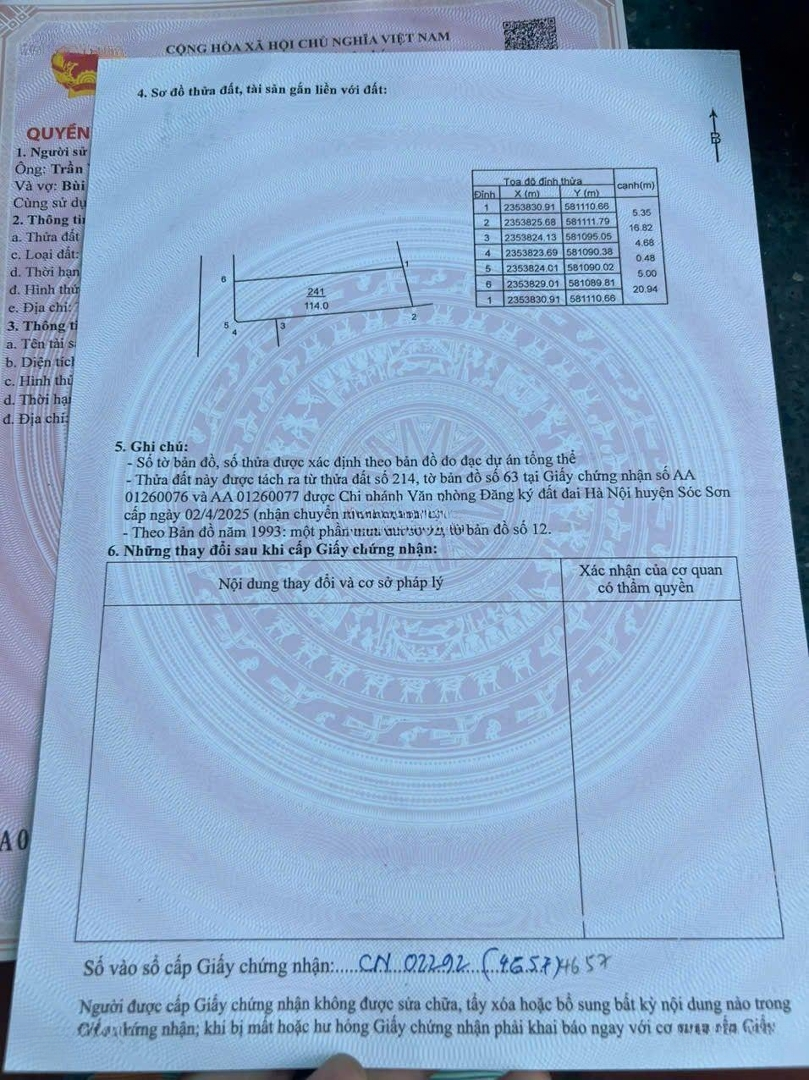 CỘNG HÒA XÃ HỘI CHỦ NGHĨA VIỆT NAM
QUYỀN
1. Người sử
Ông: Trần
Và vợ: Bùi
Cùng sử dụ
2. Thông tin
a. Thửa đất
c. Loại đất:
d. Thời hạn
đ. Hình thứ
e. Địa chỉ:
3. Thông ti
a. Tên tài s
b. Diện tích
c. Hình thứ
d. Thời hạ
đ. Địa chỉ:
A 0
4. Sơ đồ thửa đất, tài sản gắn liền với đất:
B
Tọa độ đỉnh thửa
cạnh(m)
Đỉnh X (m) Y (m)
1 2353830.91 581110.66
5.35
2 2353825.68 581111.79
16.82
3 2353824.13 581095.05
4.68
4 2353823.69 581090.38
0.48
5 2353824.01 581090.02
5.00
6 2353829.01 581089.81
20.94
1 2353830.91 581110.66
6
1
241
114.0
5
4
3
2
5. Ghi chú:
- Số tờ bản đồ, số thửa được xác định theo bản đồ đo đạc dự án tổng thể
- Thửa đất này được tách ra từ thửa đất số 214, tờ bản đồ số 63 tại Giấy chứng nhận số AA
01260076 và AA 01260077 được Chi nhánh Văn phòng Đăng ký đất đai Hà Nội huyện Sóc Sơn
cấp ngày 02/4/2025 (nhận chuyển
- Theo Bản đồ năm 1993: một phần tờ bản đồ số 12.
6. Những thay đổi sau khi cấp Giấy chứng nhận:
Nội dung thay đổi và cơ sở pháp lý
Xác nhận của cơ quan
có thẩm quyền
Số vào sổ cấp Giấy chứng nhận:.....CN 02292 (4657)4657
Người được cấp Giấy chứng nhận không được sửa chữa, tẩy xóa hoặc bổ sung bất kỳ nội dung nào trong
chứng nhận; khi bị mất hoặc hư hỏng Giấy chứng nhận phải khai báo ngay với cơ Giấy